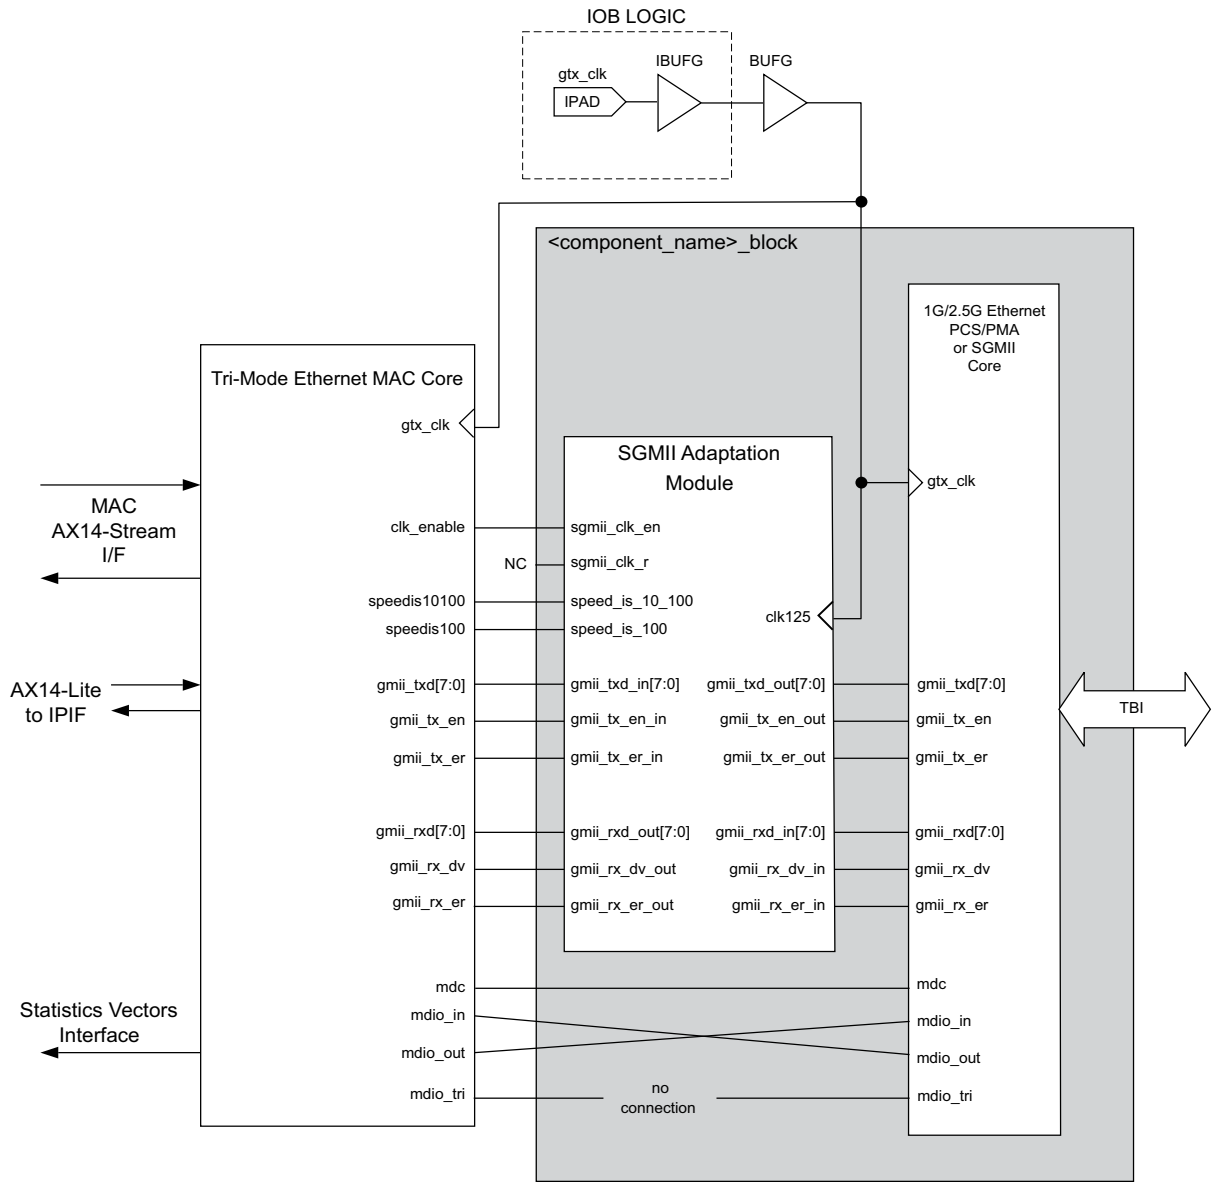 IOB LOGIC
gtx_clk
IPAD
IBUFG
BUFG
<component_name>_block
1G/2.5G Ethernet
PCS/PMA
or SGMII
Core
Tri-Mode Ethernet MAC Core
gtx_clk
SGMII Adaptation
Module
gtx_clk
MAC
AX14-Stream
I/F
clk_enable
sgmii_clk_en
NC
sgmii_clk_r
speedis10100
speed_is_10_100
clk125
speedis100
speed_is_100
AX14-Lite
to IPIF
gmii_txd[7:0]
gmii_txd_in[7:0]
gmii_txd_out[7:0]
gmii_txd[7:0]
TBI
gmii_tx_en
gmii_tx_en_in
gmii_tx_en_out
gmii_tx_en
gmii_tx_er
gmii_tx_er_in
gmii_tx_er_out
gmii_tx_er
gmii_rxd[7:0]
gmii_rxd_out[7:0]
gmii_rxd_in[7:0]
gmii_rxd[7:0]
gmii_rx_dv
gmii_rx_dv_out
gmii_rx_dv_in
gmii_rx_dv
gmii_rx_er
gmii_rx_er_out
gmii_rx_er_in
gmii_rx_er
mdc
mdc
Statistics Vectors
Interface
mdio_in
mdio_in
mdio_out
mdio_out
mdio_tri
no
connection
mdio_tri